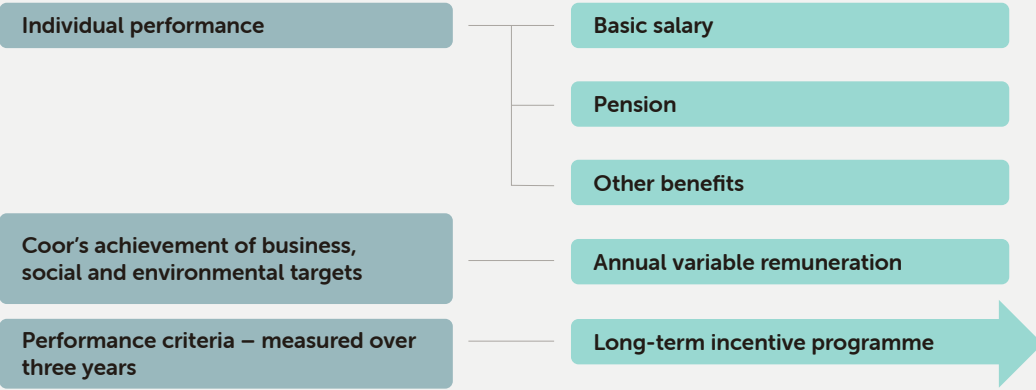 Individual performance
Basic salary
Pension
Other benefits
Coor’s achievement of business,
social and environmental targets
Annual variable remuneration
Performance criteria – measured over
three years
Long-term incentive programme